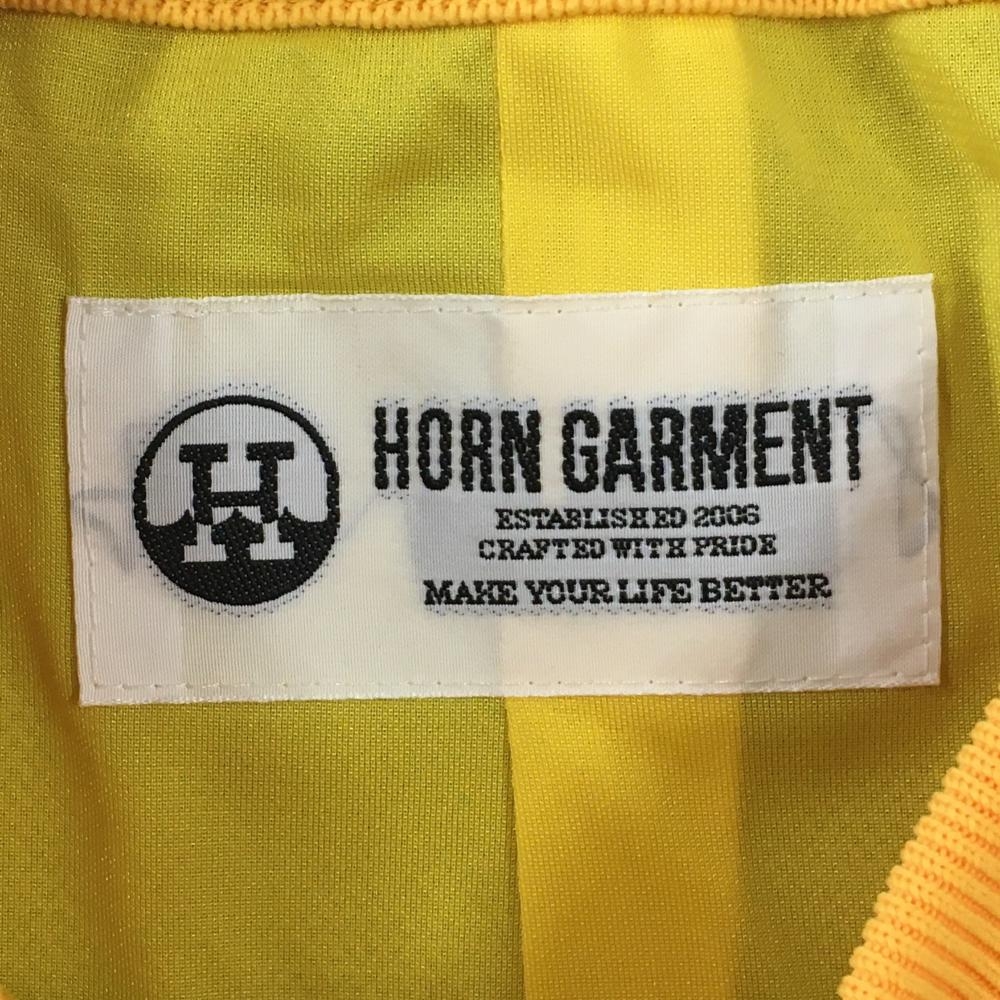 H
HORN GARMENT
ESTABLISHED 2006
CRAFTED WITH PRIDE
MAKE YOUR LIFE BETTER